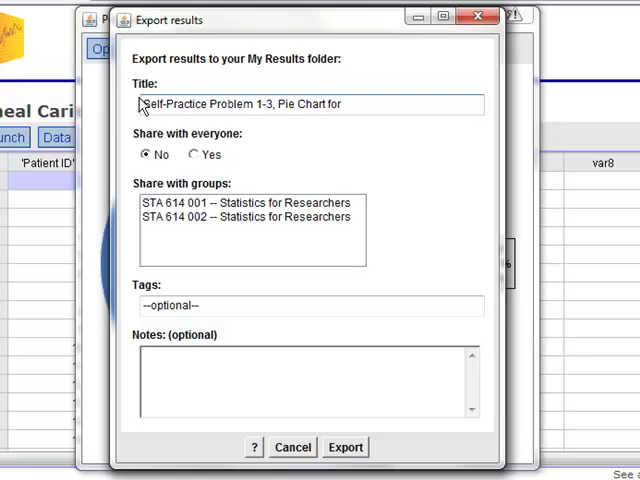 Export results
P
!
Op
Export results to your My Results folder:
Title:
Self-Practice Problem 1-3, Pie Chart for
neal Cari
unch
Data
Share with everyone:
No
Yes
'Patient ID'
var8
Share with groups:
STA 614 001 -- Statistics for Researchers
STA 614 002 -- Statistics for Researchers
%
Tags:
--optional--
Notes: (optional)
?
Cancel
Export
See a